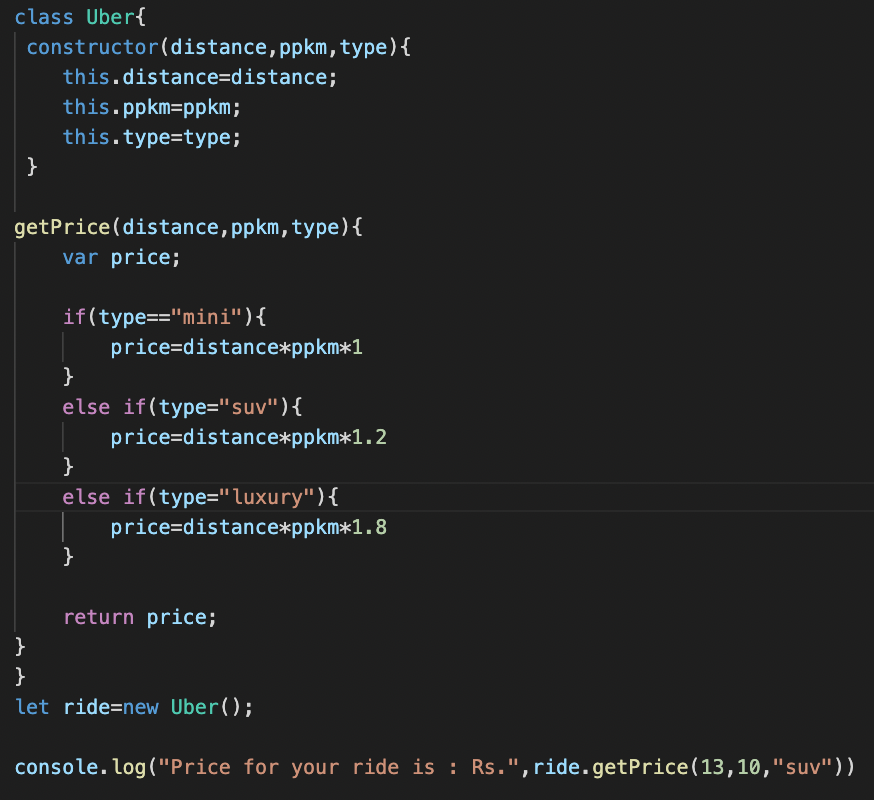 class Uber{
constructor(distance,ppkm,type){
this.distance=distance;
this.ppkm=ppkm;
this.type=type;
}
getPrice(distance,ppkm,type){
var price;
if(type=="mini"){
price=distance*ppkm*1
}
else if(type="suv"){
price=distance*ppkm*1.2
}
else if(type="luxury"){
price=distance*ppkm*1.8
}
return price;
}
}
let ride=new Uber();
console.log("Price for your ride is : Rs.",ride.getPrice(13,10,"suv"))